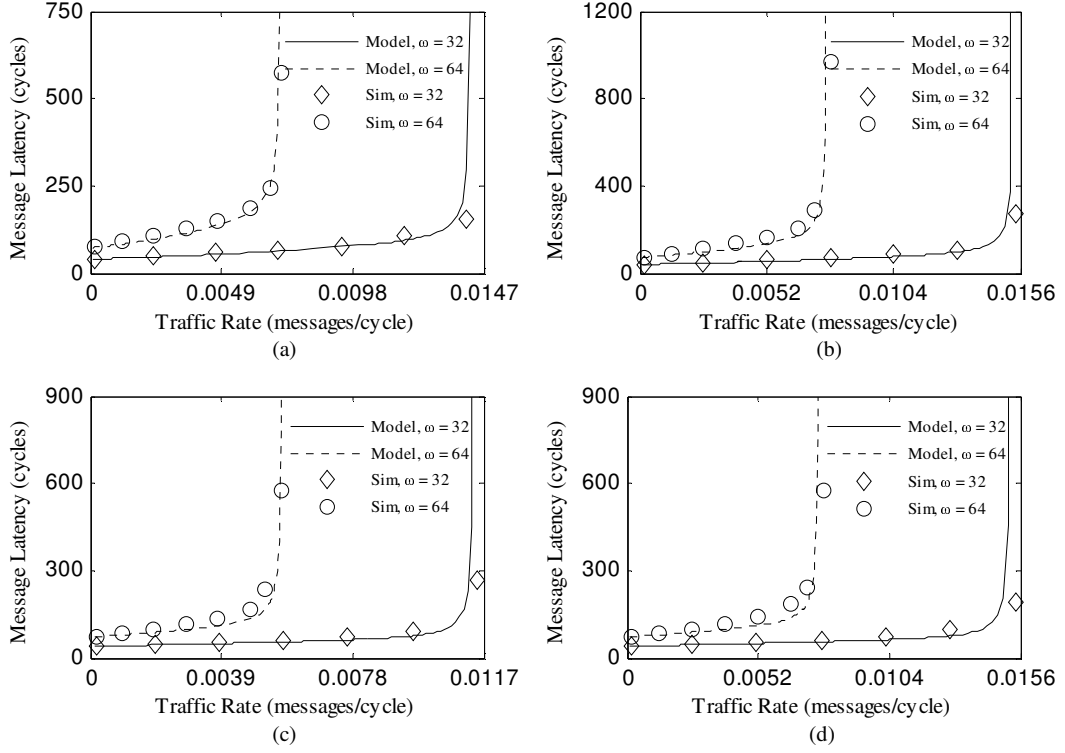 750
500
250
0
Message Latency (cycles)
Model, ω = 32
Model, ω = 64
Sim, ω = 32
Sim, ω = 64
0 0.0049 0.0098 0.0147
Traffic Rate (messages/cycle)
(a)
1200
800
400
0
Message Latency (cycles)
Model, ω = 32
Model, ω = 64
Sim, ω = 32
Sim, ω = 64
0 0.0052 0.0104 0.0156
Traffic Rate (messages/cycle)
(b)
900
600
300
0
Message Latency (cycles)
Model, ω = 32
Model, ω = 64
Sim, ω = 32
Sim, ω = 64
0 0.0039 0.0078 0.0117
Traffic Rate (messages/cycle)
(c)
900
600
300
0
Message Latency (cycles)
Model, ω = 32
Model, ω = 64
Sim, ω = 32
Sim, ω = 64
0 0.0052 0.0104 0.0156
Traffic Rate (messages/cycle)
(d)